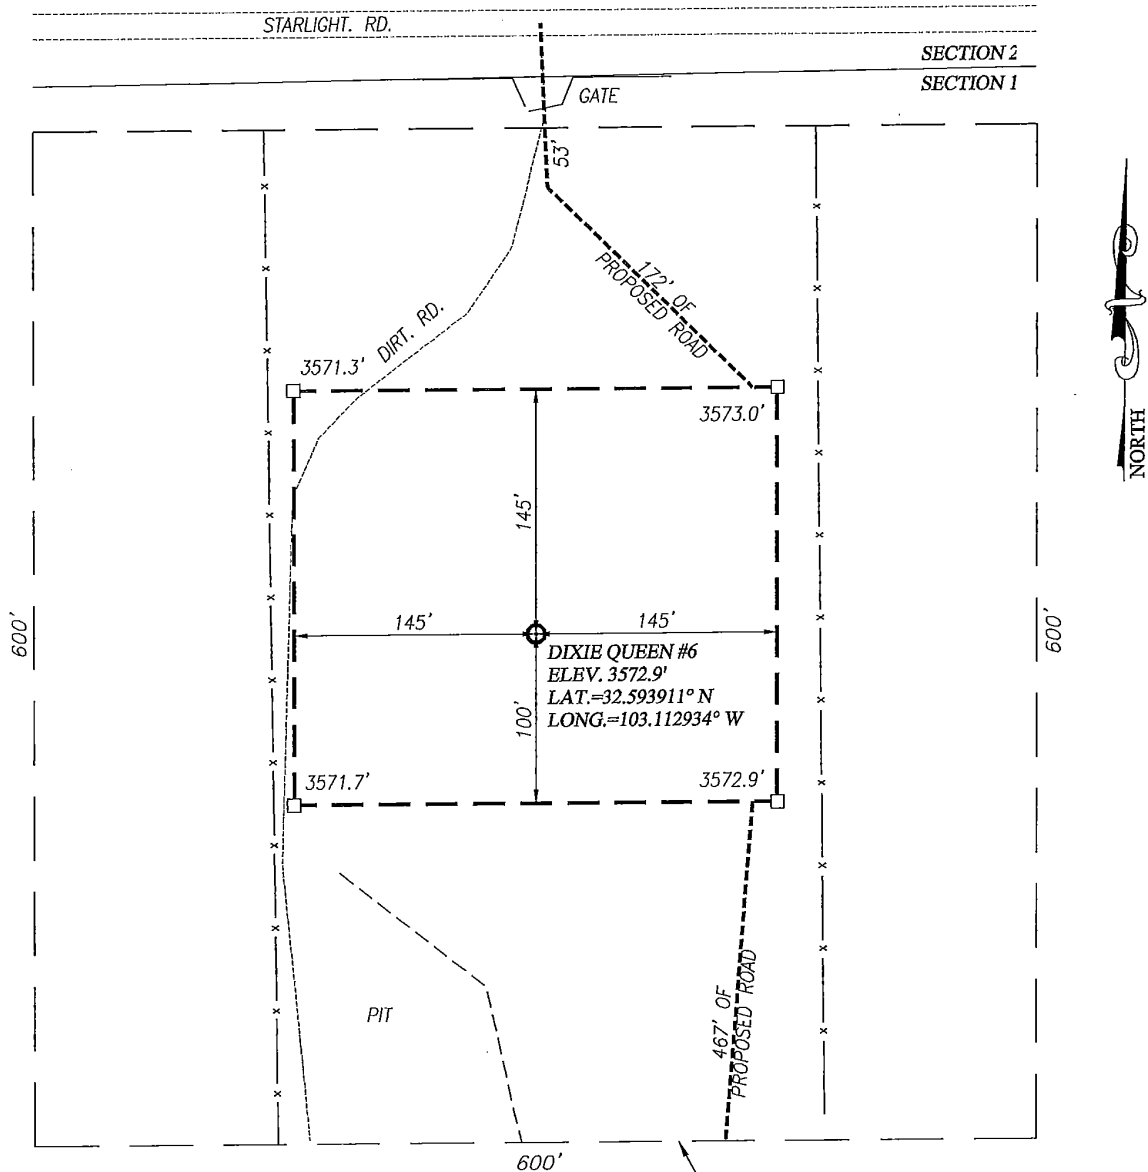 STARLIGHT. RD.
SECTION 2
SECTION 1
GATE
53'
172' OF
PROPOSED ROAD
DIRT. RD.
3571.3'
3573.0'
NORTH
145'
145'
145'
600'
600'
DIXIE QUEEN #6
ELEV. 3572.9'
LAT.=32.593911° N
LONG.=103.112934° W
100'
3571.7'
3572.9'
PIT
467' OF
PROPOSED ROAD
600'